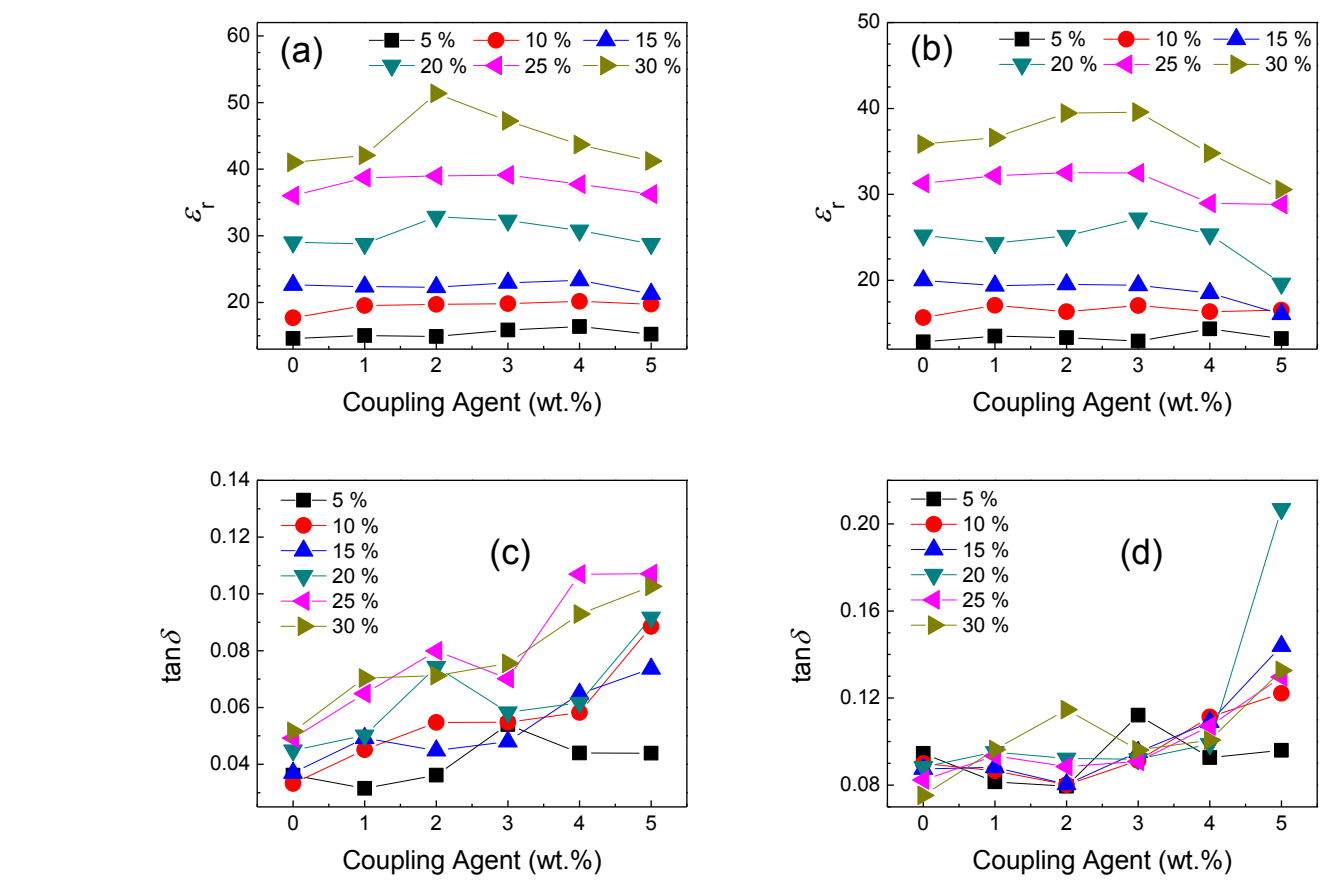 (a)
5 % 10 % 15 %
20 % 25 % 30 %
60
50
40
30
20
εr
0 1 2 3 4 5
Coupling Agent (wt.%)
(b)
5 % 10 % 15 %
20 % 25 % 30 %
50
40
30
20
εr
0 1 2 3 4 5
Coupling Agent (wt.%)
(c)
5 %
10 %
15 %
20 %
25 %
30 %
0.14
0.12
0.10
0.08
0.06
0.04
tanδ
0 1 2 3 4 5
Coupling Agent (wt.%)
(d)
5 %
10 %
15 %
20 %
25 %
30 %
0.20
0.16
0.12
0.08
tanδ
0 1 2 3 4 5
Coupling Agent (wt.%)